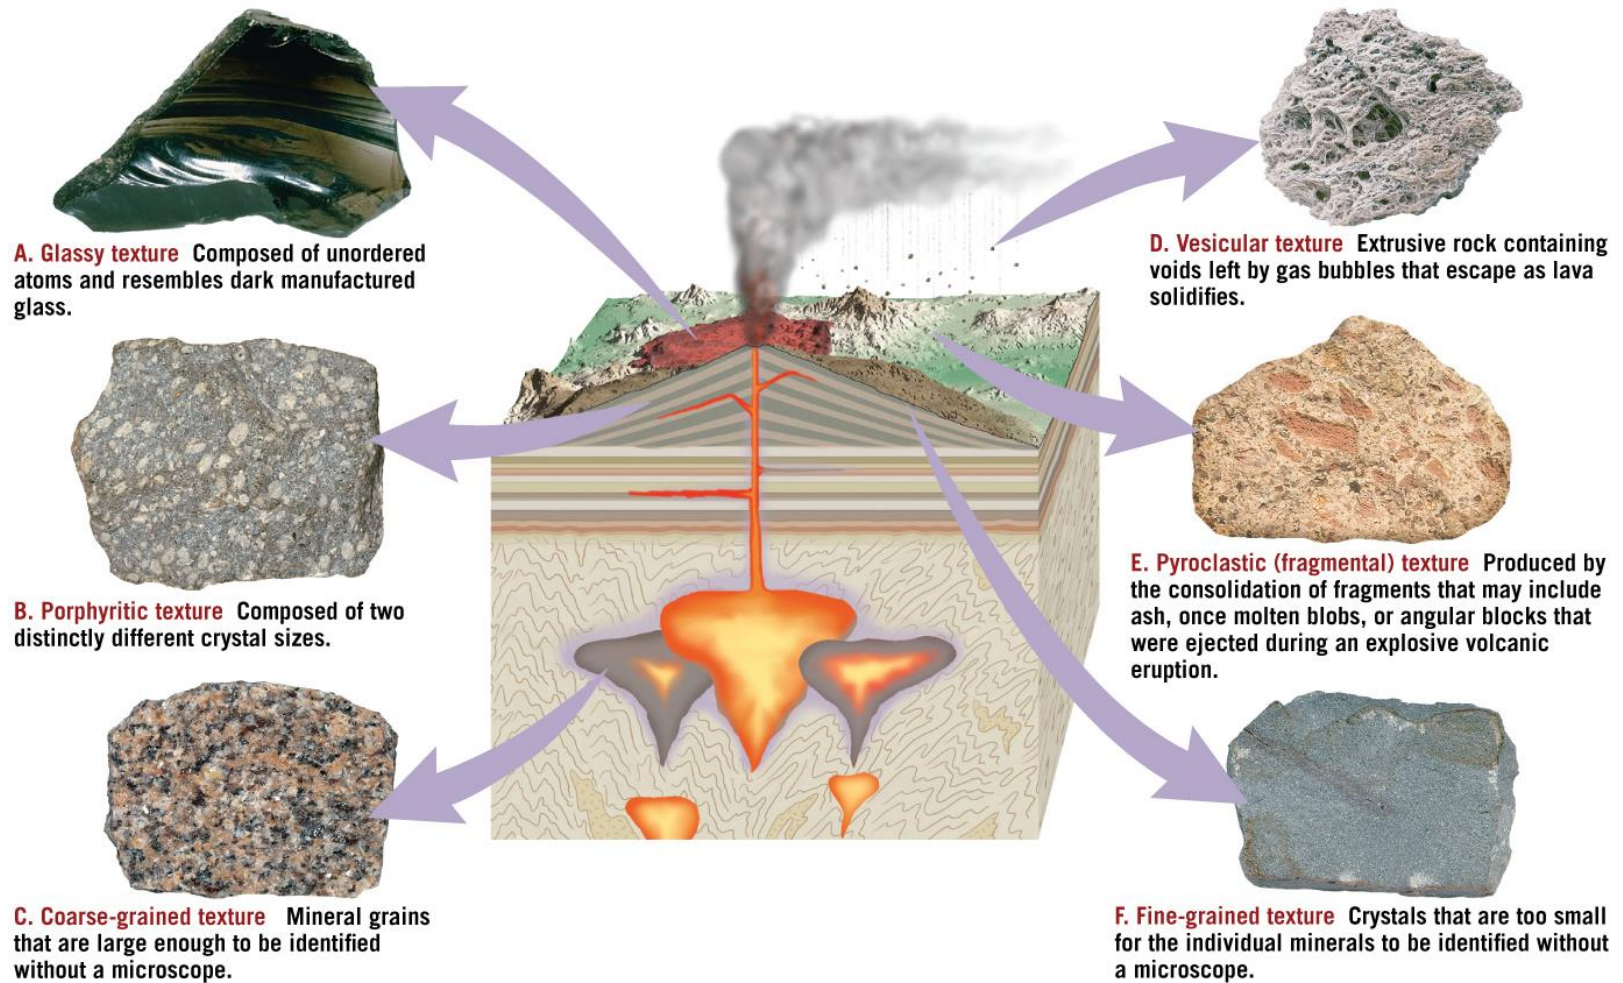 A. Glassy texture Composed of unordered
atoms and resembles dark manufactured
glass.
B. Porphyritic texture Composed of two
distinctly different crystal sizes.
C. Coarse-grained texture Mineral grains
that are large enough to be identified
without a microscope.
D. Vesicular texture Extrusive rock containing
voids left by gas bubbles that escape as lava
solidifies.
E. Pyroclastic (fragmental) texture Produced by
the consolidation of fragments that may include
ash, once molten blobs, or angular blocks that
were ejected during an explosive volcanic
eruption.
F. Fine-grained texture Crystals that are too small
for the individual minerals to be identified without
a microscope.